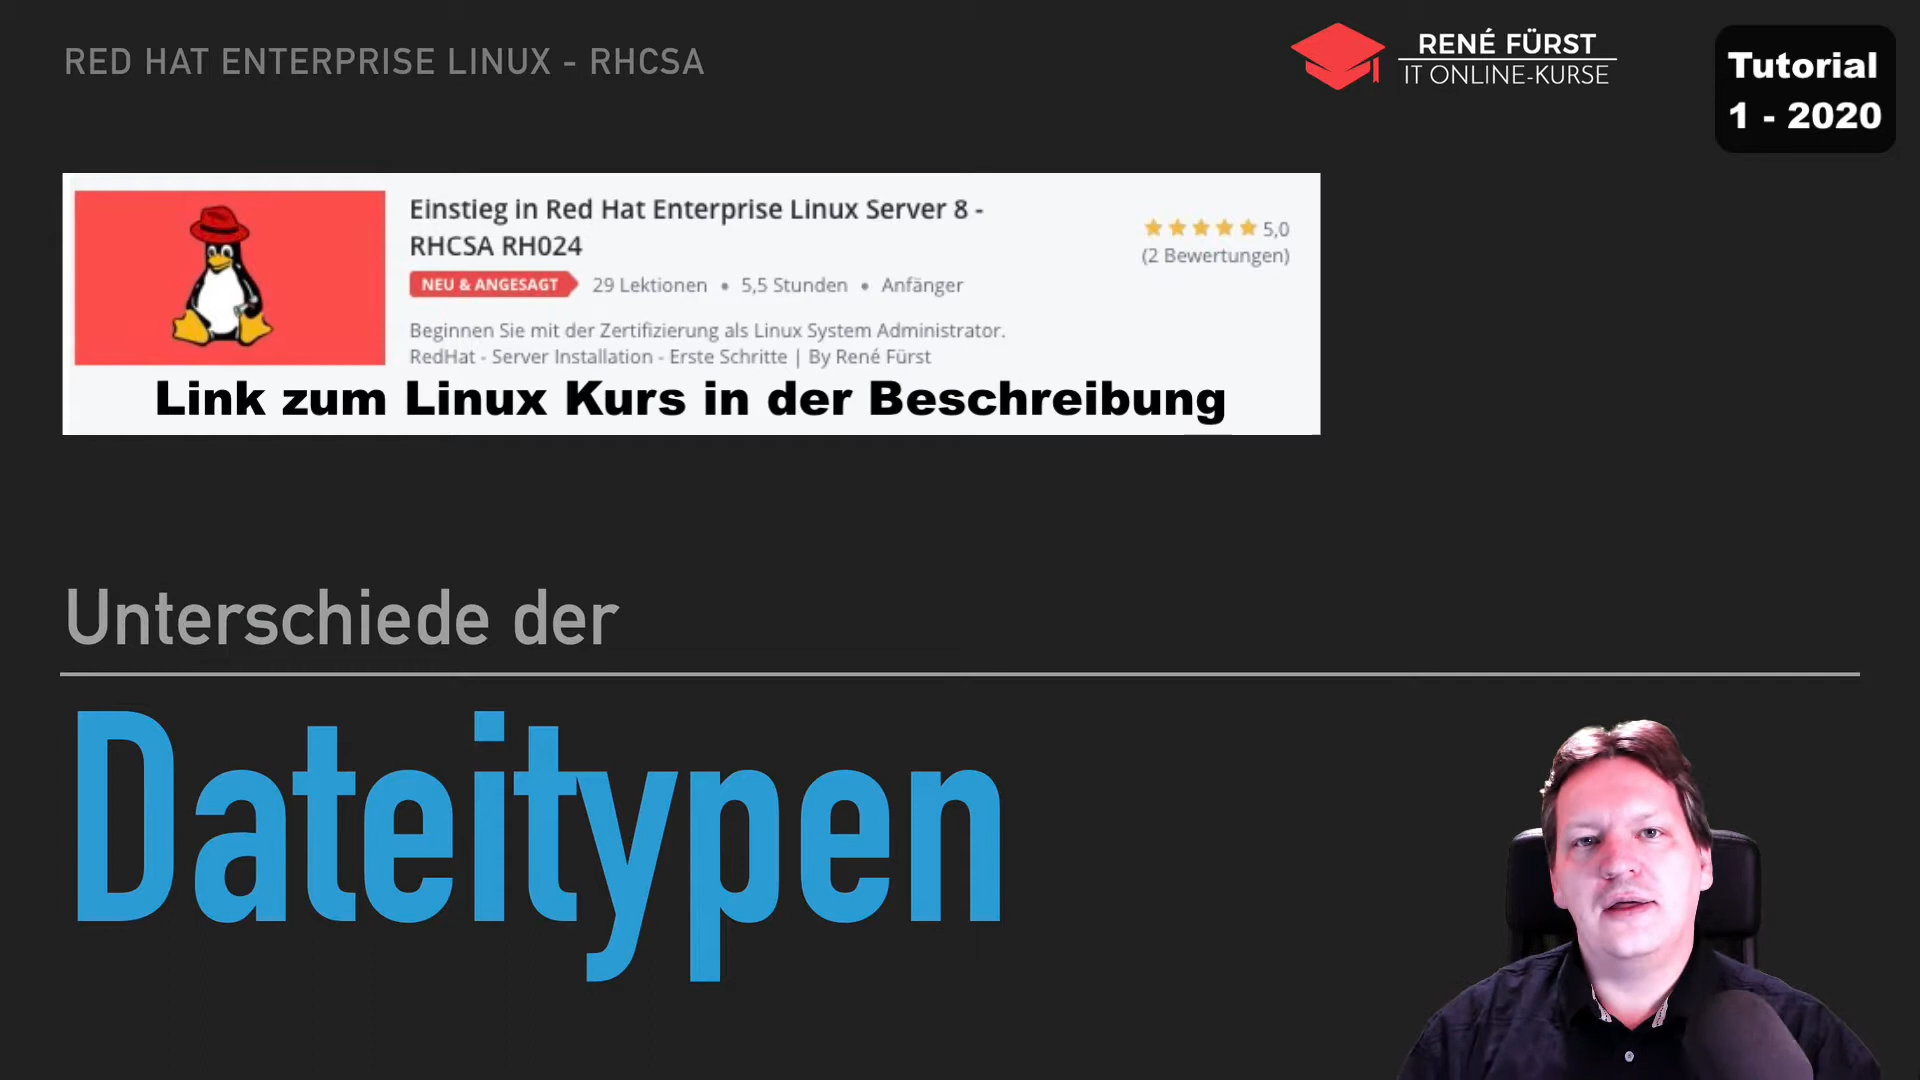 RED HAT ENTERPRISE LINUX - RHCSA
RENÉ FÜRST
IT ONLINE-KURSE
Tutorial
1 - 2020
Einstieg in Red Hat Enterprise Linux Server 8 -
RHCSA RH024
5,0
(2 Bewertungen)
NEU & ANGESAGT 29 Lektionen • 5,5 Stunden • Anfänger
Beginnen Sie mit der Zertifizierung als Linux System Administrator.
RedHat - Server Installation - Erste Schritte | By René Fürst
Link zum Linux Kurs in der Beschreibung
Unterschiede der
Dateitypen